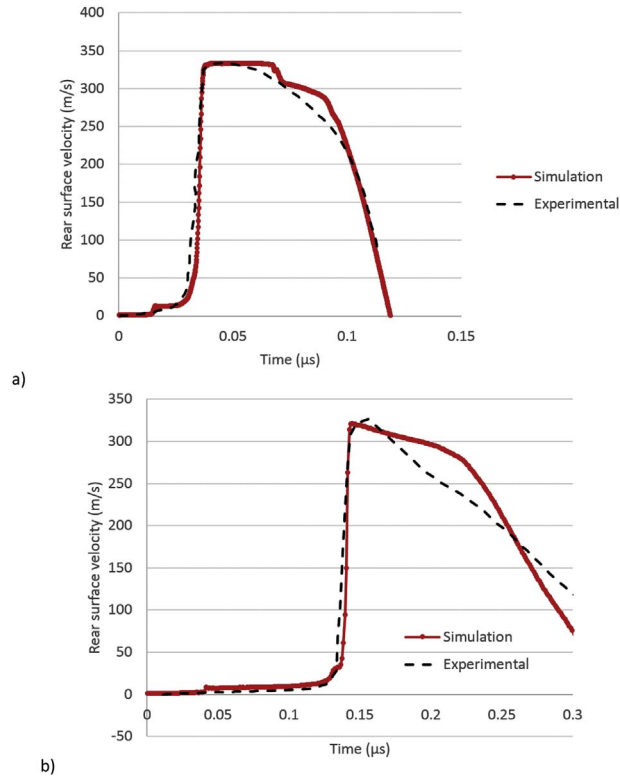 400
350
300
250
200
150
100
50
0
Rear surface velocity (m/s)
0 0.05 0.1 0.15
Time (µs)
Simulation
Experimental
a)
350
300
250
200
150
100
50
0
-50
Rear surface velocity (m/s)
0 0.05 0.1 0.15 0.2 0.25 0.3
Time (µs)
Simulation
Experimental
b)